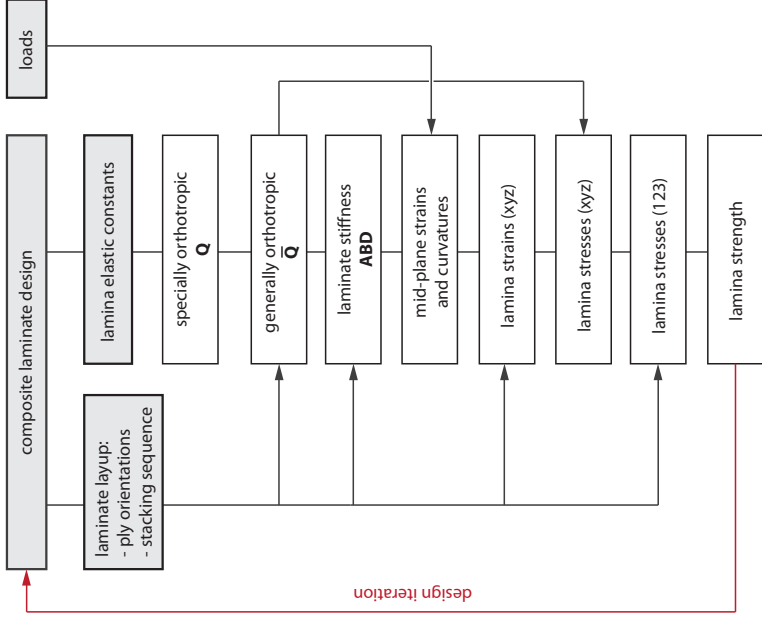 composite laminate design
loads
laminate layup:
- ply orientations
- stacking sequence
lamina elastic constants
specially orthotropic
Q
generally orthotropic
Q̅
laminate stiffness
ABD
mid-plane strains
and curvatures
lamina strains (xyz)
lamina stresses (xyz)
lamina stresses (123)
lamina strength
design iteration